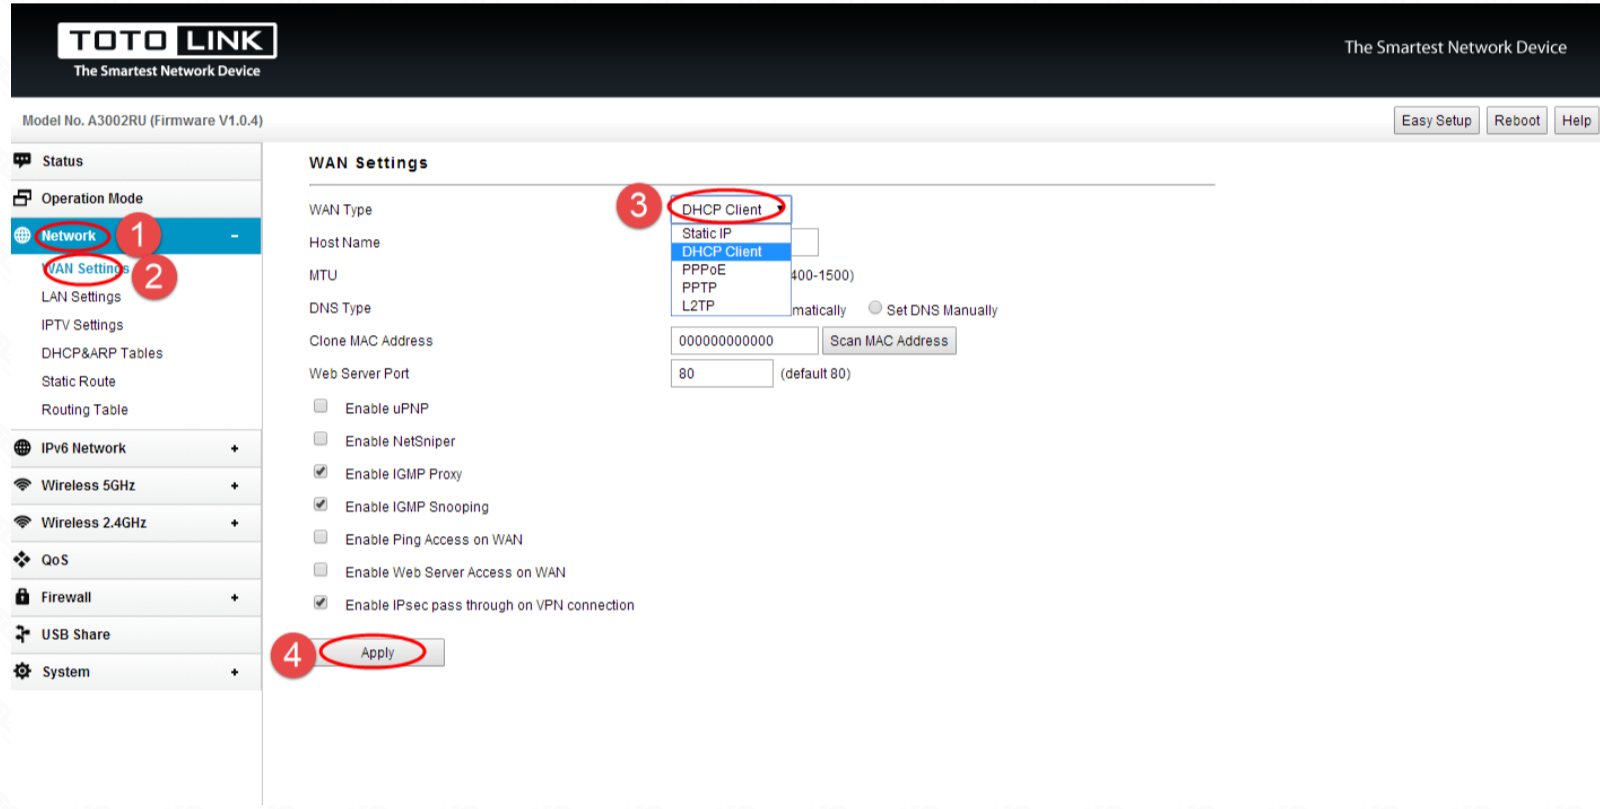 TOTO LINK
The Smartest Network Device
The Smartest Network Device
Model No. A3002RU (Firmware V1.0.4)
Easy Setup
Reboot
Help
Status
Operation Mode
Network
1
-
WAN Settings
2
LAN Settings
IPTV Settings
DHCP&ARP Tables
Static Route
Routing Table
IPv6 Network +
Wireless 5GHz +
Wireless 2.4GHz +
QoS
Firewall +
USB Share
System +
WAN Settings
WAN Type
3
DHCP Client
Static IP
DHCP Client
PPPoE
PPTP
L2TP
Host Name
MTU
400-1500)
DNS Type
matically
Set DNS Manually
Clone MAC Address
000000000000
Scan MAC Address
Web Server Port
80
(default 80)
Enable uPNP
Enable NetSniper
Enable IGMP Proxy
Enable IGMP Snooping
Enable Ping Access on WAN
Enable Web Server Access on WAN
Enable IPsec pass through on VPN connection
4
Apply